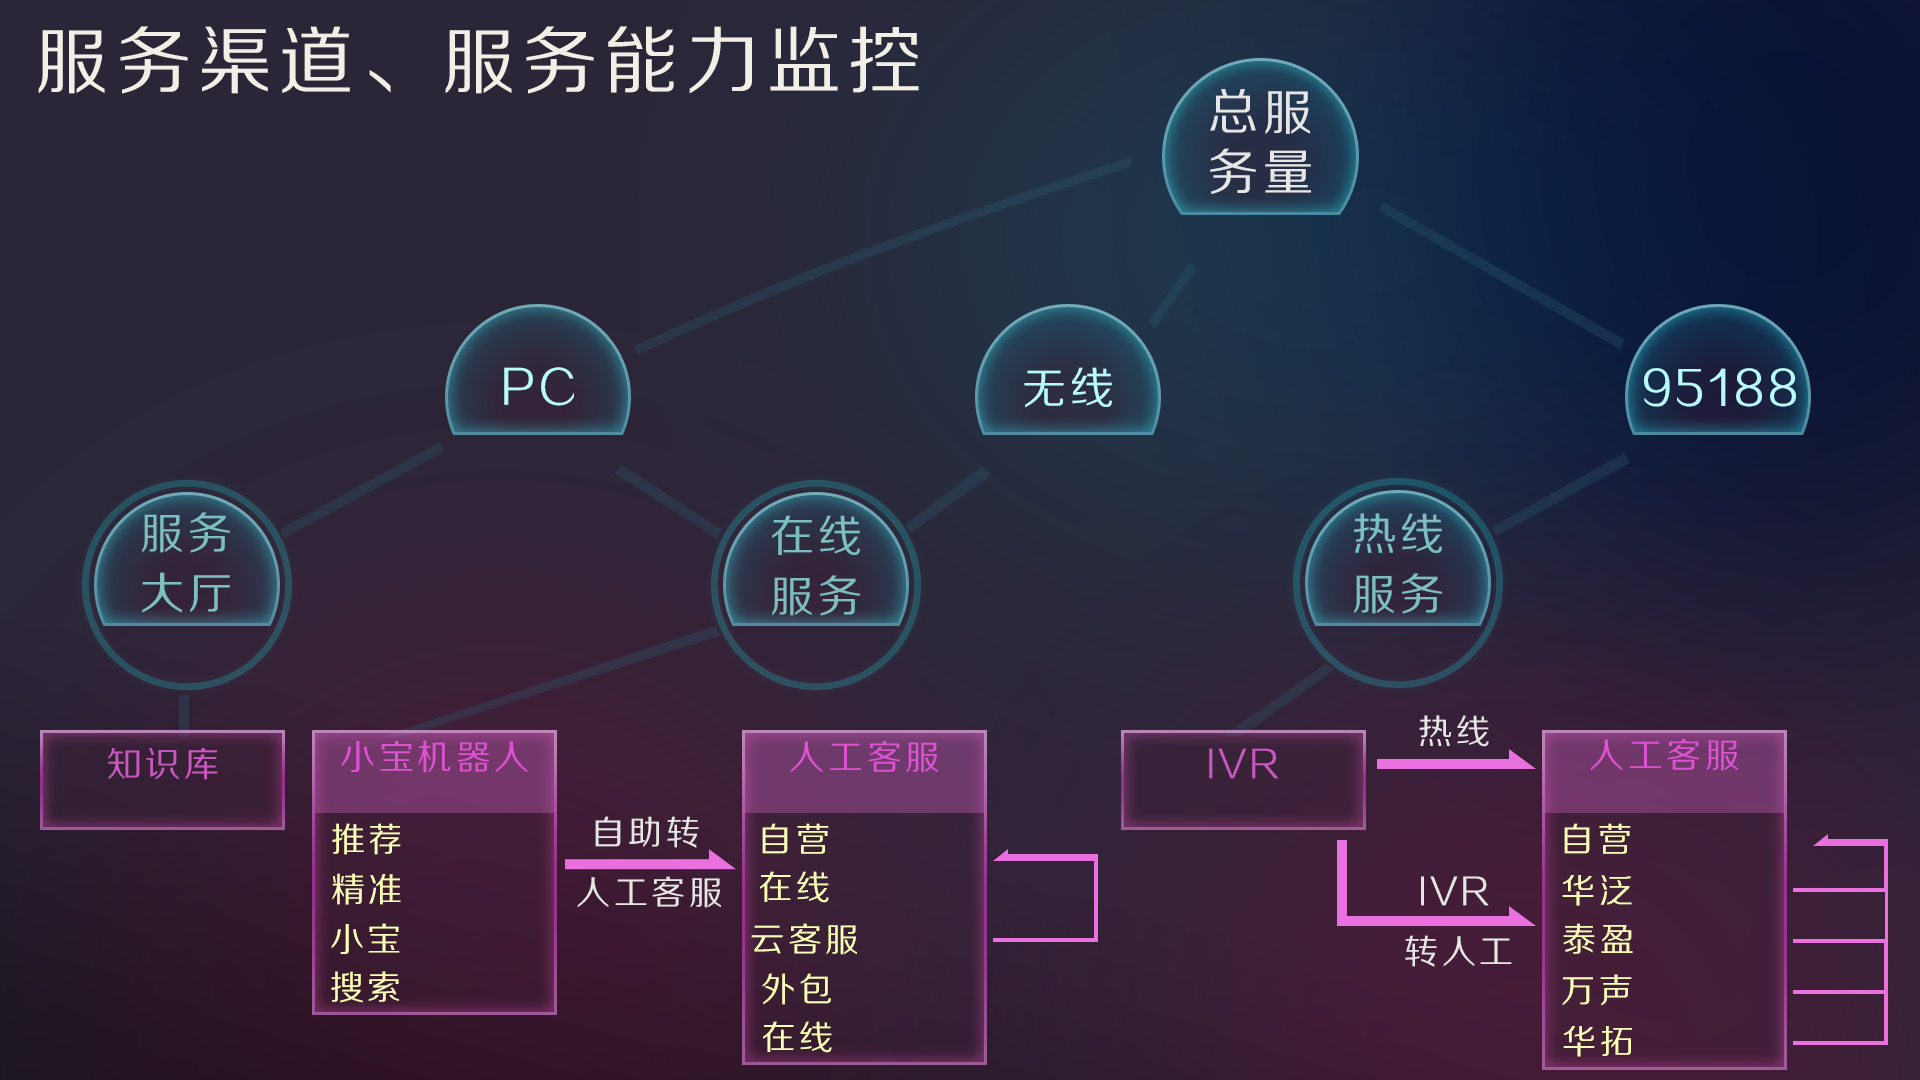 服务渠道、服务能力监控
总服
务量
PC
无线
95188
服务
大厅
在线
服务
热线
服务
知识库
小宝机器人
推荐
精准
小宝
搜索
自助转
人工客服
人工客服
自营
在线
云客服
外包
在线
IVR
热线
IVR
转人工
人工客服
自营
华泛
泰盈
万声
华拓